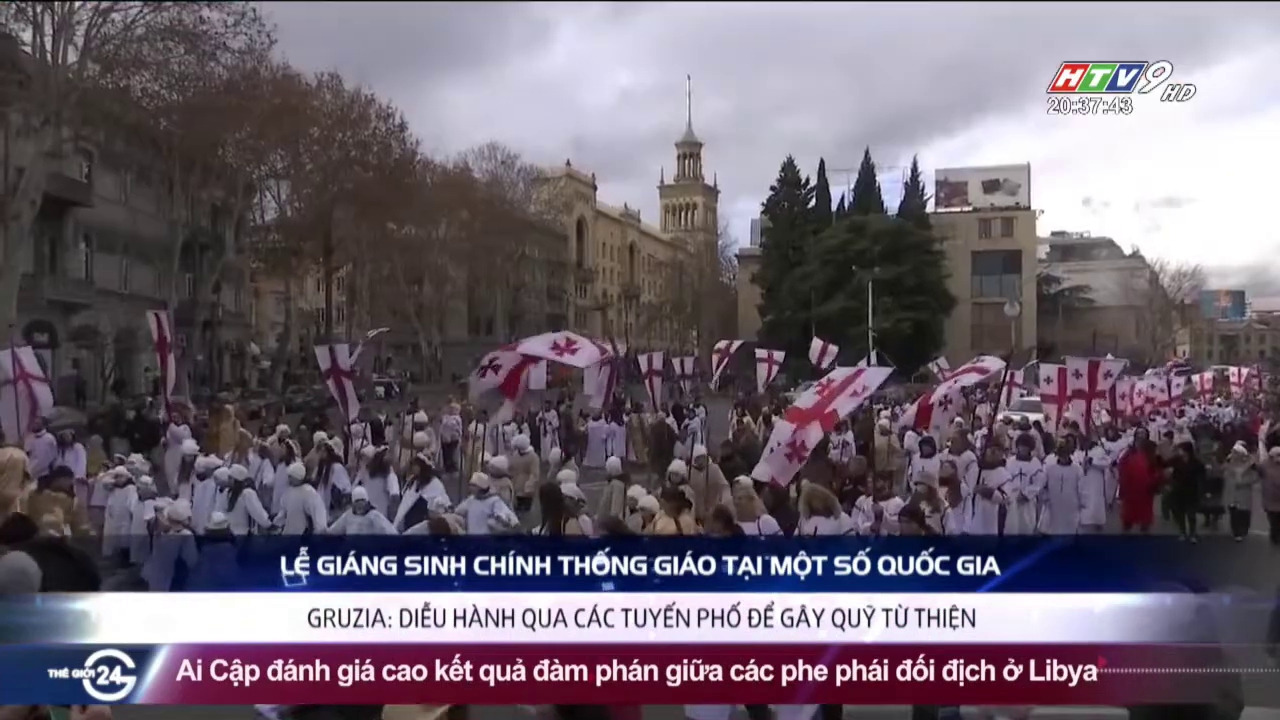 HTV9 HD
20:37:43
LỄ GIÁNG SINH CHÍNH THỐNG GIÁO TẠI MỘT SỐ QUỐC GIA
GRUZIA: DIỄU HÀNH QUA CÁC TUYẾN PHỐ ĐỂ GÂY QUỸ TỪ THIỆN
THẾ GIỚI 24G
Ai Cập đánh giá cao kết quả đàm phán giữa các phe phái đối địch ở Libya